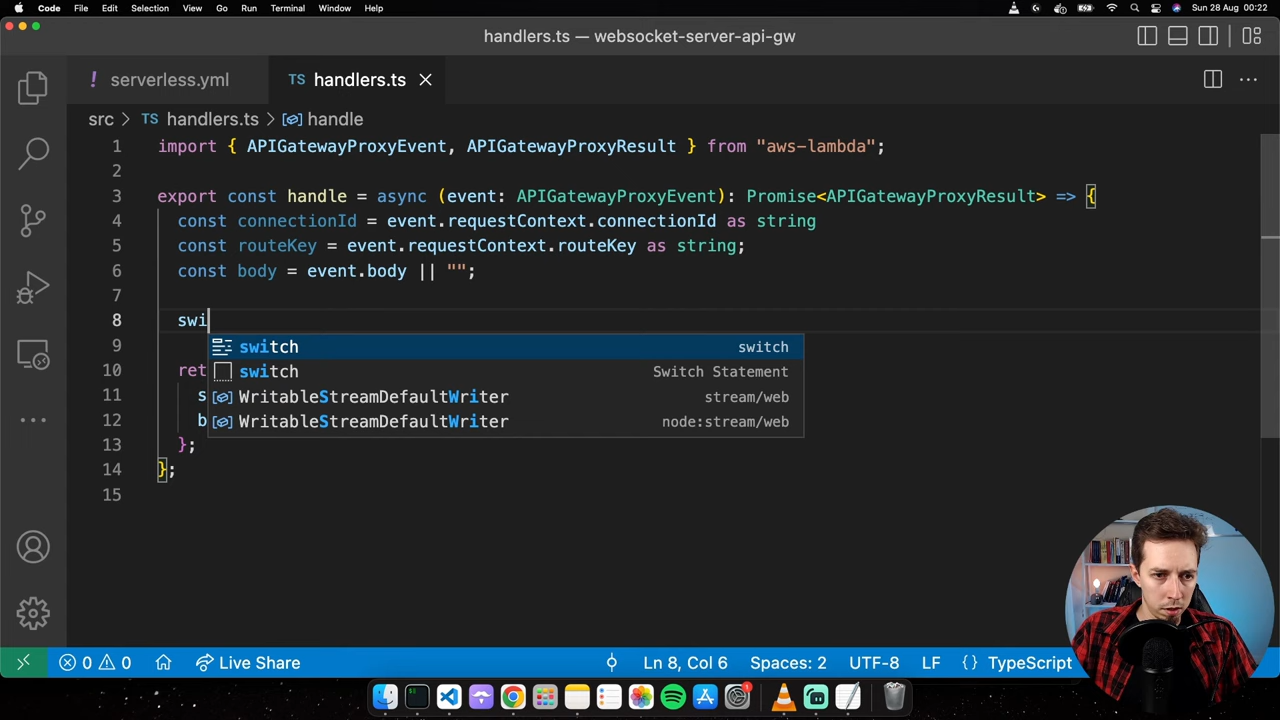 Code File Edit Selection View Go Run Terminal Window Help Sun 28 Aug 00:22
handlers.ts — websocket-server-api-gw
! serverless.yml TS handlers.ts
src > TS handlers.ts > handle
1 import { APIGatewayProxyEvent, APIGatewayProxyResult } from "aws-lambda";
2
3 export const handle = async (event: APIGatewayProxyEvent): Promise<APIGatewayProxyResult> => {
4 const connectionId = event.requestContext.connectionId as string
5 const routeKey = event.requestContext.routeKey as string;
6 const body = event.body || "";
7
8 swi
switch switch
switch Switch Statement
WritableStreamDefaultWriter stream/web
WritableStreamDefaultWriter node:stream/web
9
10 ret
11 s
12 b
13 };
14 };
15
0 0 Live Share Ln 8, Col 6 Spaces: 2 UTF-8 LF {} TypeScript
1